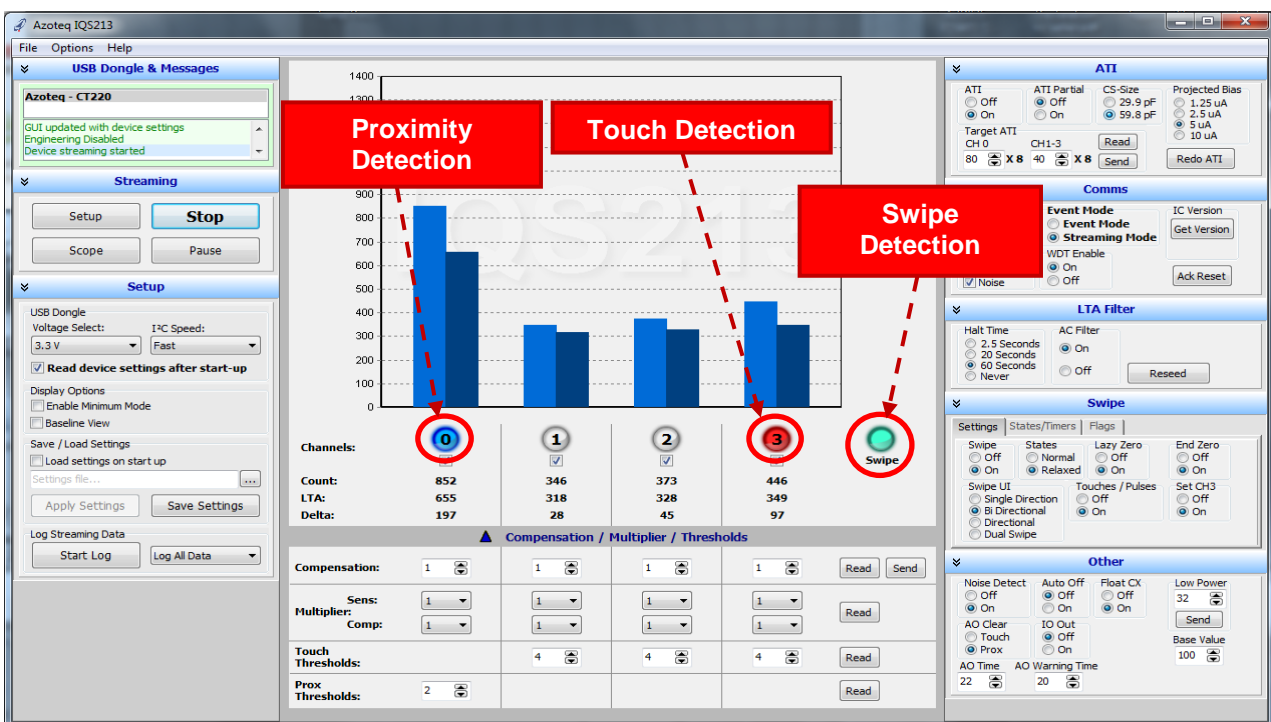 Azoteq IQS213
File Options Help
USB Dongle & Messages
Azoteq - CT220
GUI updated with device settings
Engineering Disabled
Device streaming started
Streaming
Setup
Stop
Scope
Pause
Setup
USB Dongle
Voltage Select:
I²C Speed:
3.3 V
Fast
Read device settings after start-up
Display Options
Enable Minimum Mode
Baseline View
Save / Load Settings
Load settings on start up
Settings file...
...
Apply Settings
Save Settings
Log Streaming Data
Start Log
Log All Data
1400
1300
900
800
700
600
500
400
300
200
100
0
IQS213
Proximity
Detection
Touch Detection
Swipe
Detection
Channels:
0
1
2
3
Swipe
Count: 852 346 373 446
LTA: 655 318 328 349
Delta: 197 28 45 97
Compensation / Multiplier / Thresholds
Compensation: 1 1 1 1 Read Send
Sens: 1 1 1 1
Multiplier: Read
Comp: 1 1 1 1
Touch
Thresholds: 4 4 4 Read
Prox
Thresholds: 2 Read
ATI
ATI
Off
On
ATI Partial
Off
On
CS-Size
29.9 pF
59.8 pF
Projected Bias
1.25 uA
2.5 uA
5 uA
10 uA
Target ATI
CH 0
CH1-3
80 X 8 40 X 8
Read
Send
Redo ATI
Comms
Event Mode
Event Mode
Streaming Mode
WDT Enable
On
Off
Noise
IC Version
Get Version
Ack Reset
LTA Filter
Halt Time
2.5 Seconds
20 Seconds
60 Seconds
Never
AC Filter
On
Off
Reseed
Swipe
Settings States/Timers Flags
Swipe
Off
On
States
Normal
Relaxed
Lazy Zero
Off
On
End Zero
Off
On
Swipe UI
Single Direction
Bi Directional
Directional
Dual Swipe
Touches / Pulses
Off
On
Set CH3
Off
On
Other
Noise Detect
Off
On
Auto Off
Off
On
Float CX
Off
On
Low Power
32
Send
AO Clear
Touch
Prox
IO Out
Off
On
Base Value
100
AO Time
22
AO Warning Time
20